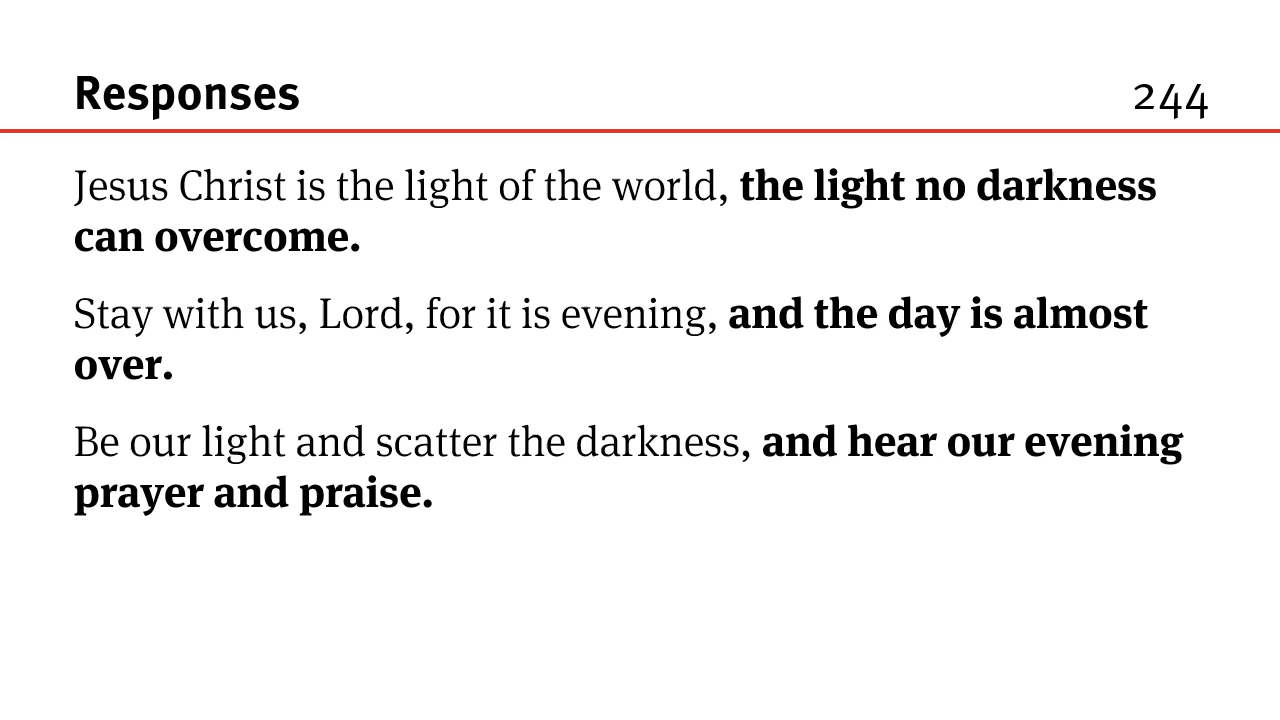 Responses 244
Jesus Christ is the light of the world, the light no darkness
can overcome.
Stay with us, Lord, for it is evening, and the day is almost
over.
Be our light and scatter the darkness, and hear our evening
prayer and praise.